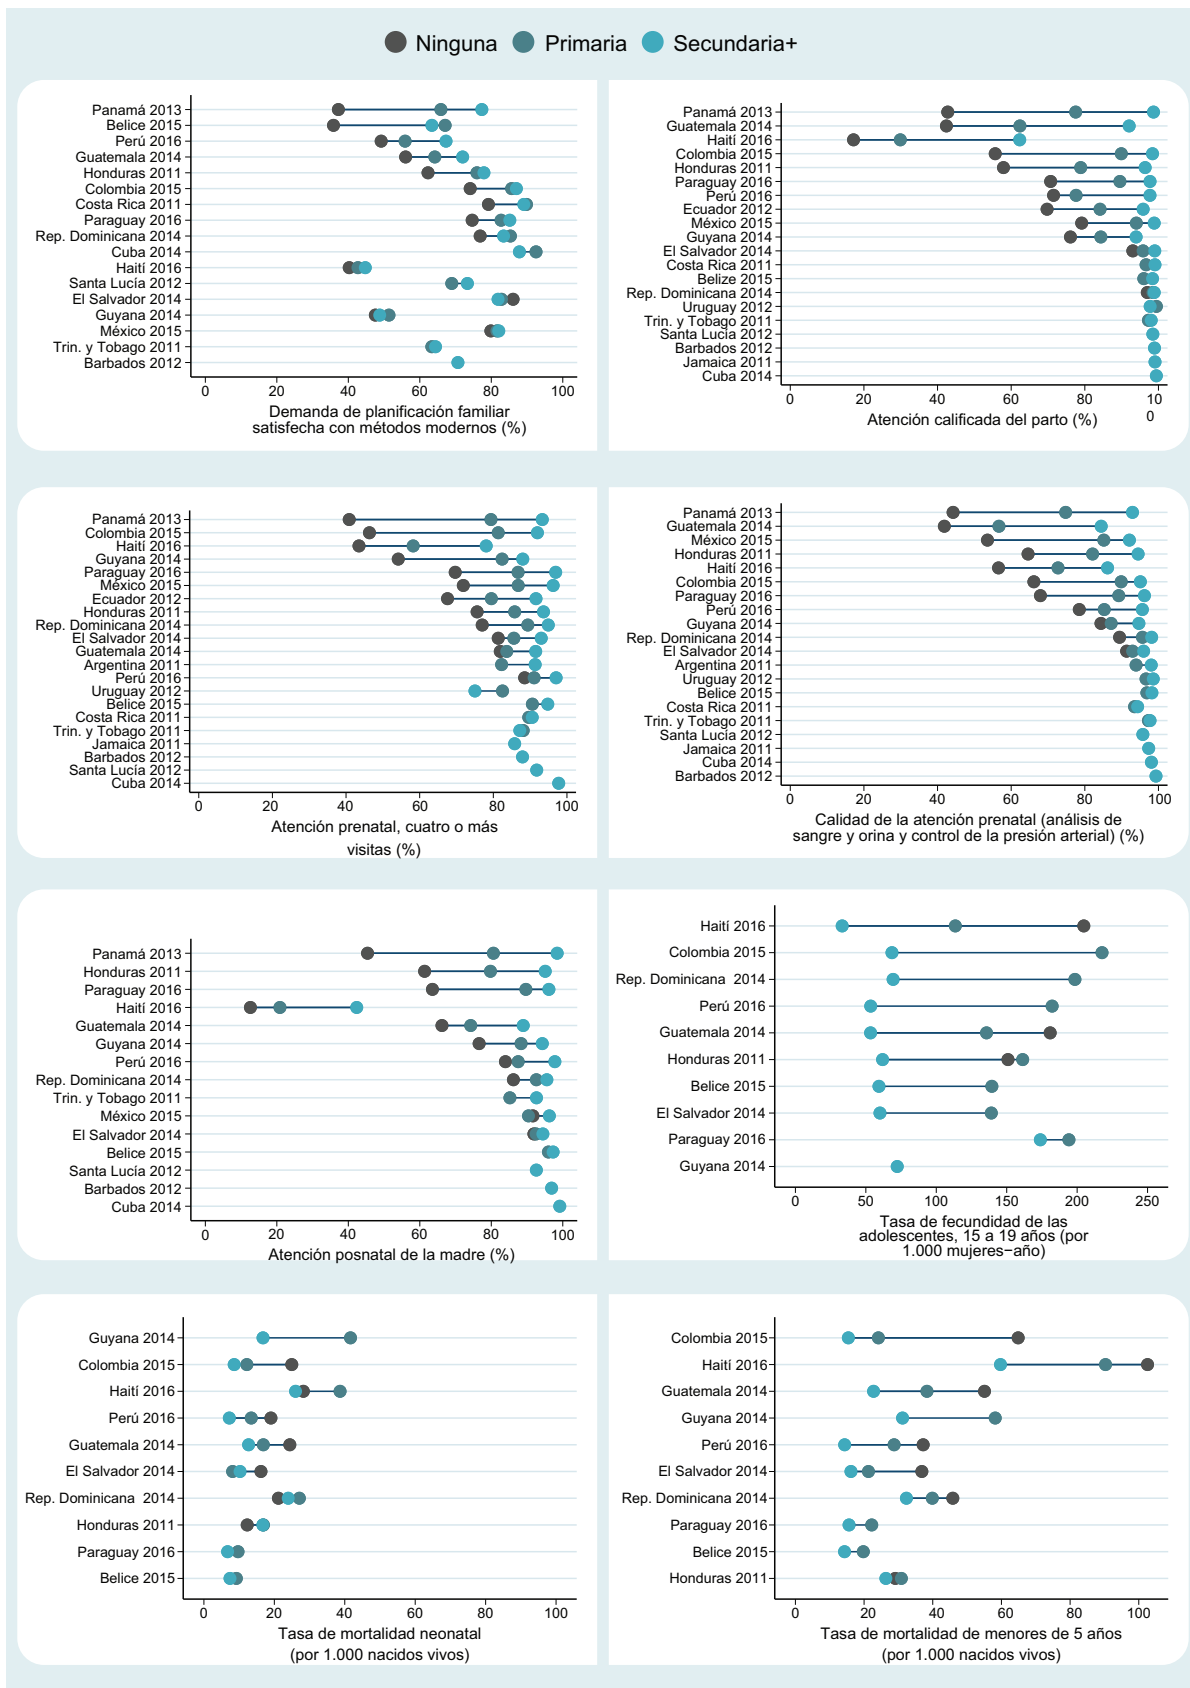 Ninguna Primaria Secundaria+
Panamá 2013
Belice 2015
Perú 2016
Guatemala 2014
Honduras 2011
Colombia 2015
Costa Rica 2011
Paraguay 2016
Rep. Dominicana 2014
Cuba 2014
Haití 2016
Santa Lucía 2012
El Salvador 2014
Guyana 2014
México 2015
Trin. y Tobago 2011
Barbados 2012
0 20 40 60 80 100
Demanda de planificación familiar
satisfecha con métodos modernos (%)
Panamá 2013
Guatemala 2014
Haití 2016
Colombia 2015
Honduras 2011
Paraguay 2016
Perú 2016
Ecuador 2012
México 2015
Guyana 2014
El Salvador 2014
Costa Rica 2011
Belize 2015
Rep. Dominicana 2014
Uruguay 2012
Trin. y Tobago 2011
Santa Lucía 2012
Barbados 2012
Jamaica 2011
Cuba 2014
0 20 40 60 80 10
0
Atención calificada del parto (%)
Panamá 2013
Colombia 2015
Haití 2016
Guyana 2014
Paraguay 2016
México 2015
Ecuador 2012
Honduras 2011
Rep. Dominicana 2014
El Salvador 2014
Guatemala 2014
Argentina 2011
Perú 2016
Uruguay 2012
Belice 2015
Costa Rica 2011
Trin. y Tobago 2011
Jamaica 2011
Barbados 2012
Santa Lucía 2012
Cuba 2014
0 20 40 60 80 100
Atención prenatal, cuatro o más
visitas (%)
Panamá 2013
Guatemala 2014
México 2015
Honduras 2011
Haití 2016
Colombia 2015
Paraguay 2016
Perú 2016
Guyana 2014
Rep. Dominicana 2014
El Salvador 2014
Argentina 2011
Uruguay 2012
Belice 2015
Costa Rica 2011
Trin. y Tobago 2011
Santa Lucía 2012
Jamaica 2011
Cuba 2014
Barbados 2012
0 20 40 60 80 100
Calidad de la atención prenatal (análisis de
sangre y orina y control de la presión arterial) (%)
Panamá 2013
Honduras 2011
Paraguay 2016
Haití 2016
Guatemala 2014
Guyana 2014
Perú 2016
Rep. Dominicana 2014
Trin. y Tobago 2011
México 2015
El Salvador 2014
Belice 2015
Santa Lucía 2012
Barbados 2012
Cuba 2014
0 20 40 60 80 100
Atención posnatal de la madre (%)
Haití 2016
Colombia 2015
Rep. Dominicana 2014
Perú 2016
Guatemala 2014
Honduras 2011
Belice 2015
El Salvador 2014
Paraguay 2016
Guyana 2014
0 50 100 150 200 250
Tasa de fecundidad de las
adolescentes, 15 a 19 años (por
1.000 mujeres−año)
Guyana 2014
Colombia 2015
Haití 2016
Perú 2016
Guatemala 2014
El Salvador 2014
Rep. Dominicana 2014
Honduras 2011
Paraguay 2016
Belice 2015
0 20 40 60 80 100
Tasa de mortalidad neonatal
(por 1.000 nacidos vivos)
Colombia 2015
Haití 2016
Guatemala 2014
Guyana 2014
Perú 2016
El Salvador 2014
Rep. Dominicana 2014
Paraguay 2016
Belice 2015
Honduras 2011
0 20 40 60 80 100
Tasa de mortalidad de menores de 5 años
(por 1.000 nacidos vivos)